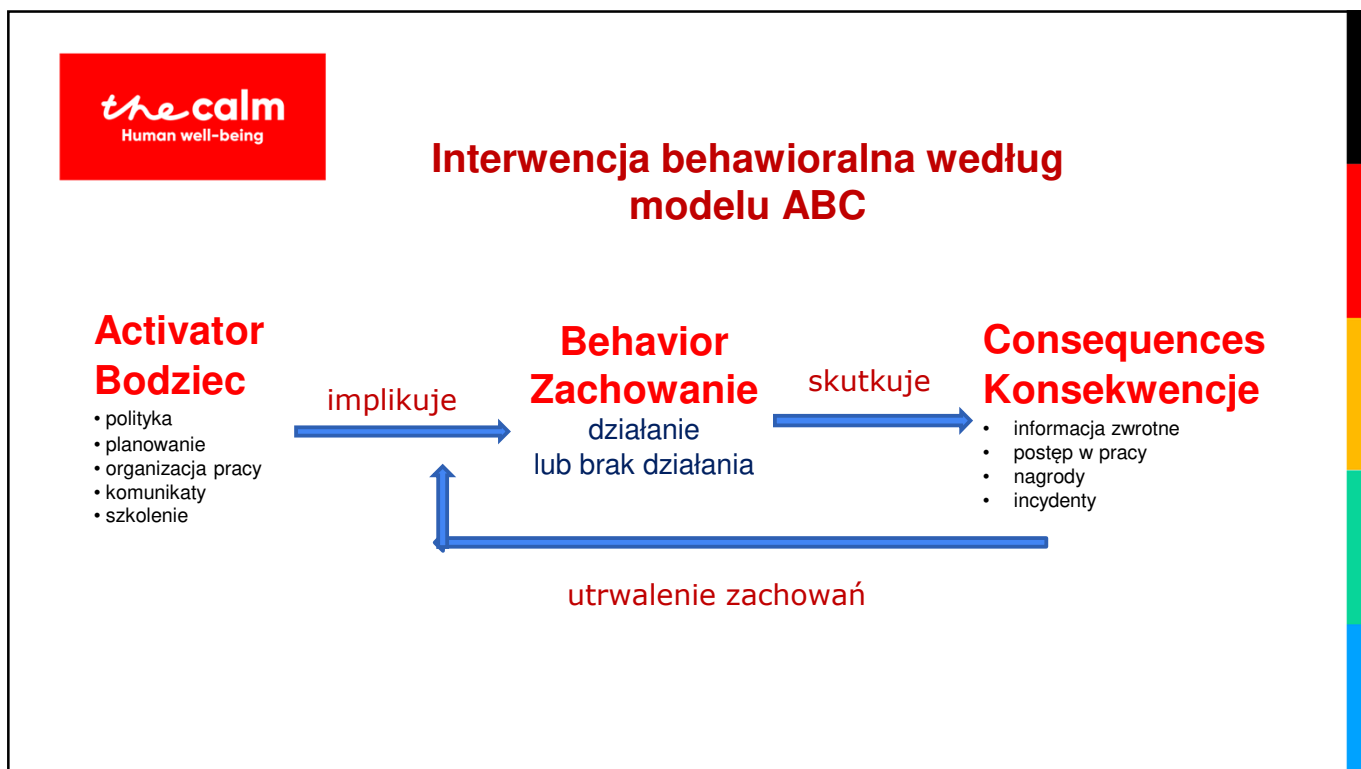 the calm
Human well-being
Interwencja behawioralna według
modelu ABC
Activator
Bodziec
• polityka
• planowanie
• organizacja pracy
• komunikaty
• szkolenie
implikuje
Behavior
Zachowanie
działanie
lub brak działania
skutkuje
Consequences
Konsekwencje
• informacja zwrotne
• postęp w pracy
• nagrody
• incydenty
utrwalenie zachowań